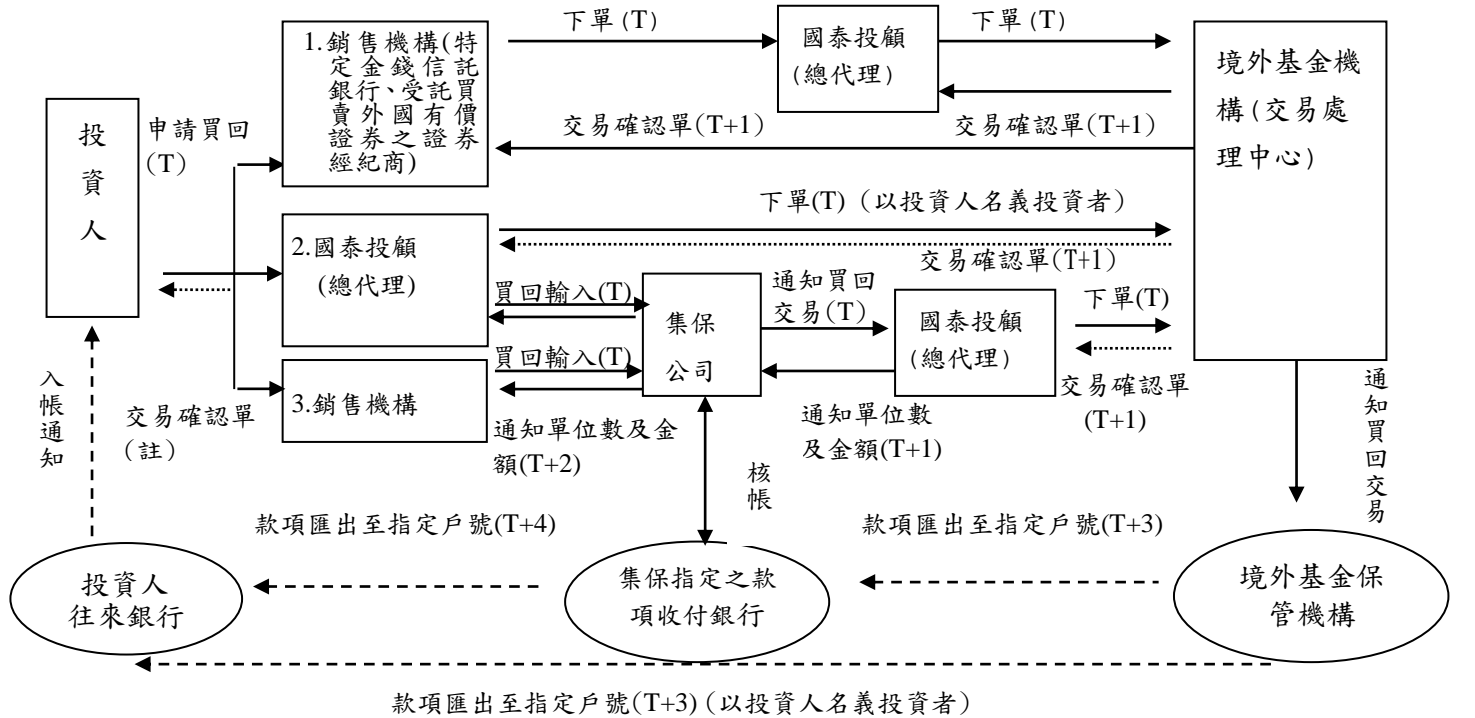 投
資
人
申請買回
(T)
1.銷售機構(特
定金錢信託
銀行、受託買
賣外國有價
證券之證券
經紀商)
下單(T)
國泰投顧
(總代理)
下單(T)
境外基金機
構(交易處
理中心)
交易確認單(T+1)
交易確認單(T+1)
下單(T)(以投資人名義投資者)
交易確認單(T+1)
2.國泰投顧
(總代理)
買回輸入(T)
買回輸入(T)
集保
公司
通知買回
交易(T)
國泰投顧
(總代理)
下單(T)
交易確認單
(T+1)
3.銷售機構
交易確認單
(註)
通知單位數及金
額(T+2)
通知單位數
及金額(T+1)
入
帳
通
知
核
帳
通
知
買
回
交
易
款項匯出至指定戶號(T+4)
款項匯出至指定戶號(T+3)
投資人
往來銀行
集保指定之款
項收付銀行
境外基金保
管機構
款項匯出至指定戶號(T+3)(以投資人名義投資者)